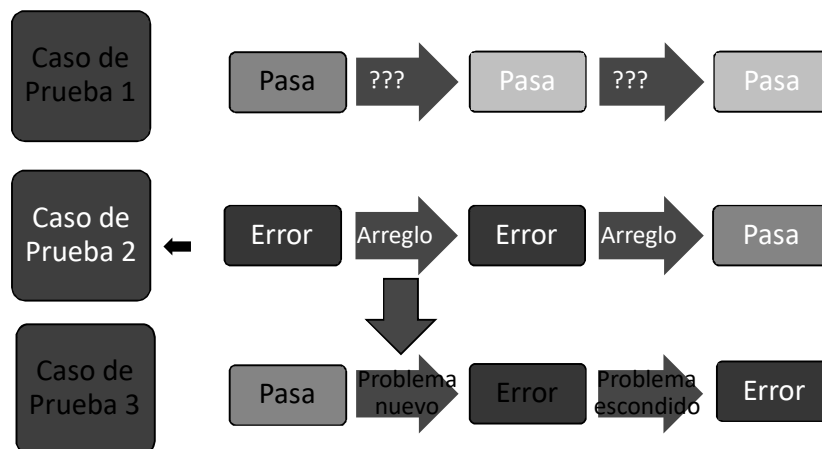 Caso de
Prueba 1
Pasa
???
Pasa
???
Pasa
Caso de
Prueba 2
Error
Arreglo
Error
Arreglo
Pasa
Caso de
Prueba 3
Pasa
Problema
nuevo
Error
Problema
escondido
Error